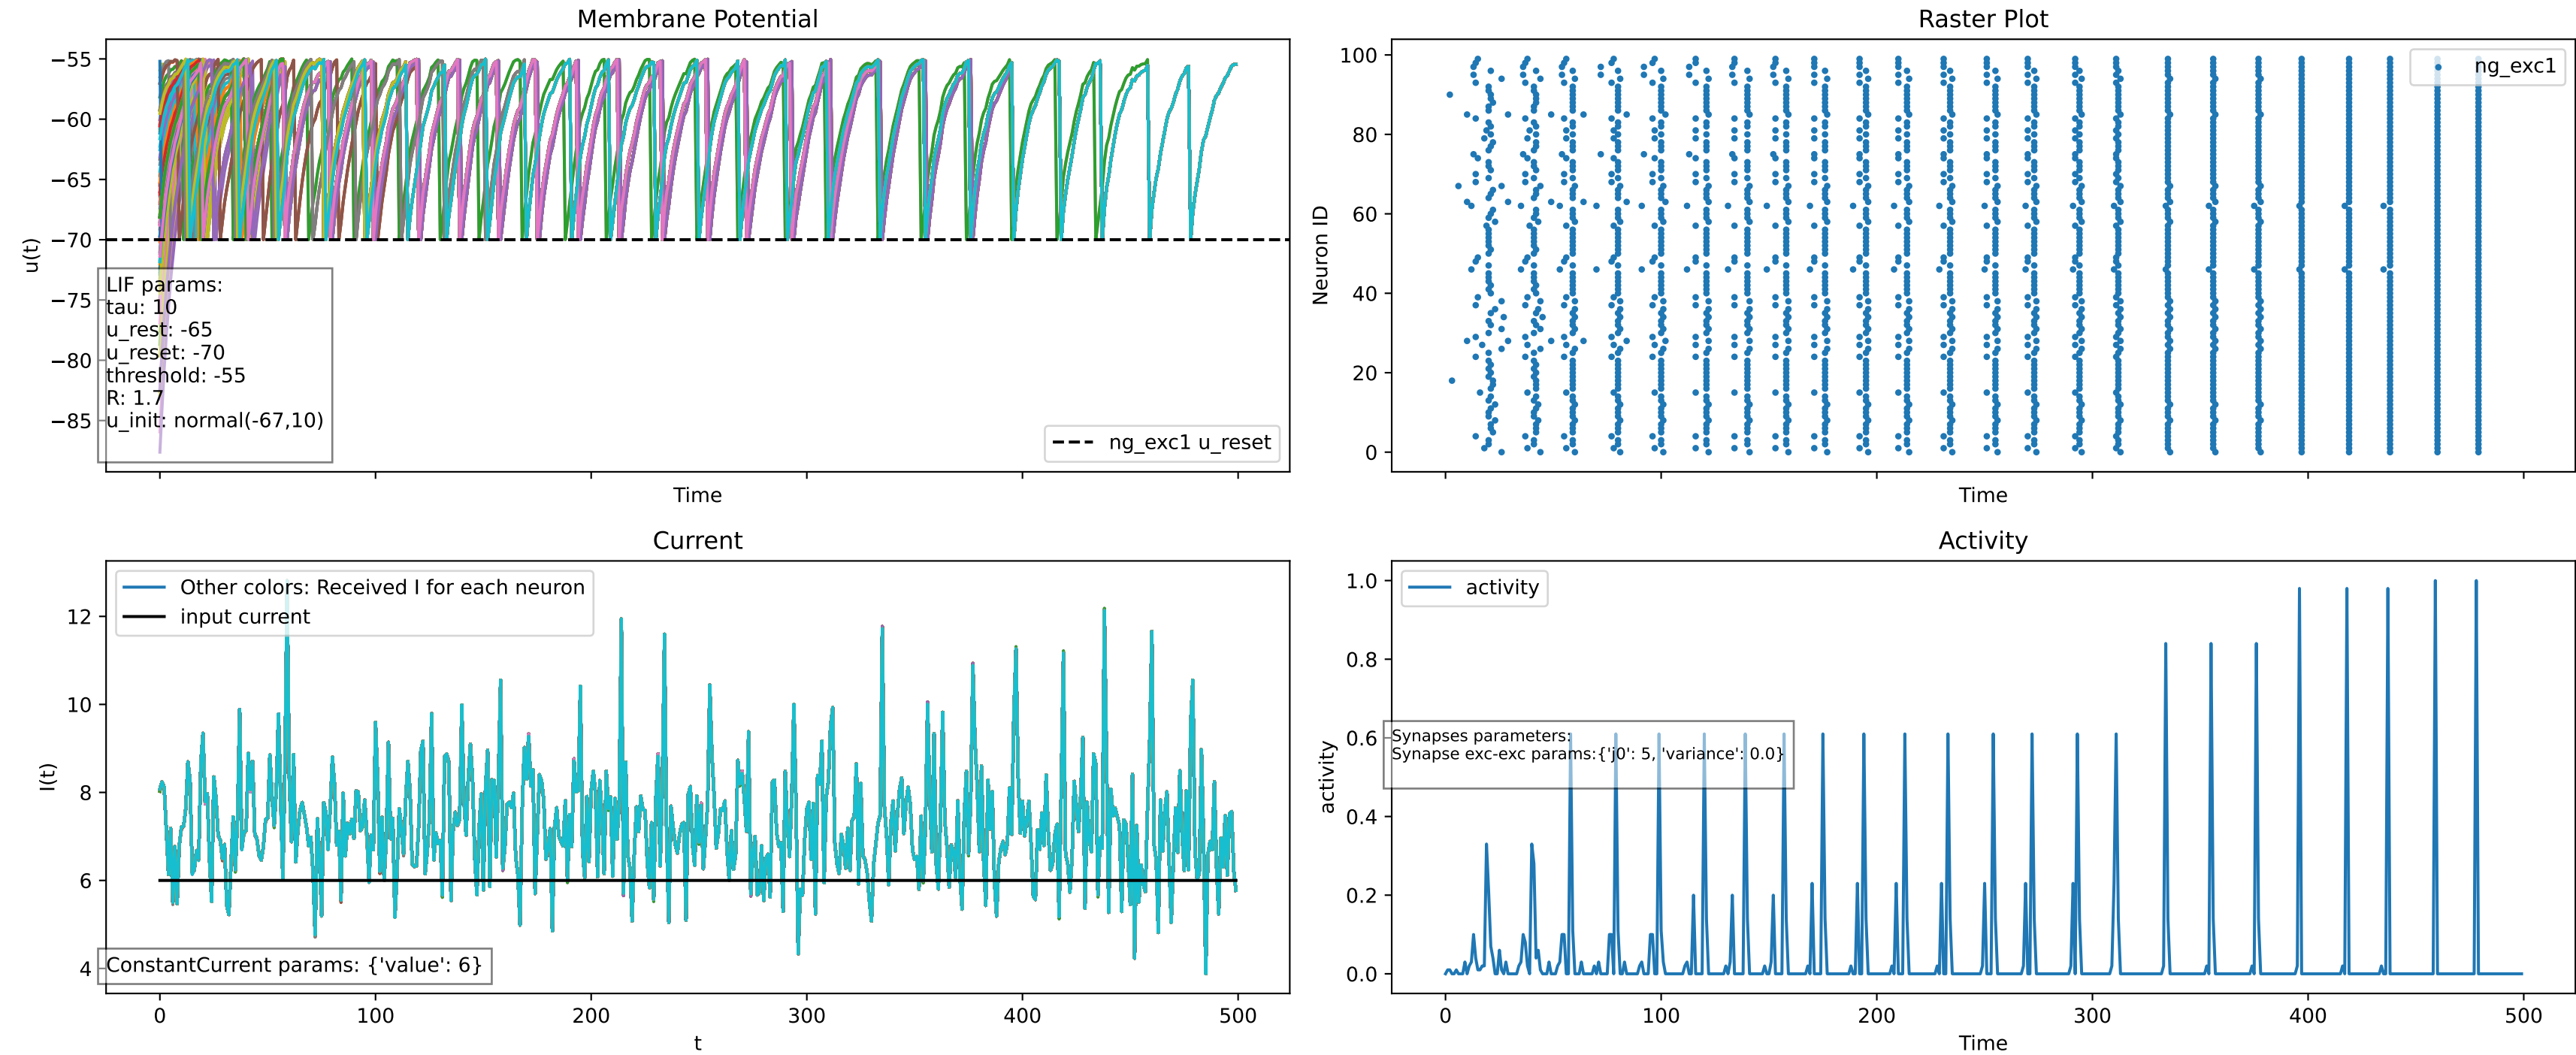 Membrane Potential
−55
−60
−65
−70
−75
−80
−85
u(t)
LIF params:
tau: 10
u_rest: -65
u_reset: -70
threshold: -55
R: 1.7
u_init: normal(-67,10)
ng_exc1 u_reset
Time
Raster Plot
100
80
60
40
20
0
Neuron ID
ng_exc1
Time
Current
12
10
8
6
4
I(t)
Other colors: Received I for each neuron
input current
ConstantCurrent params: {'value': 6}
0 100 200 300 400 500
t
Activity
1.0
0.8
0.6
0.4
0.2
0.0
activity
activity
Synapses parameters:
Synapse exc-exc params:{'j0': 5, 'variance': 0.0}
0 100 200 300 400 500
Time